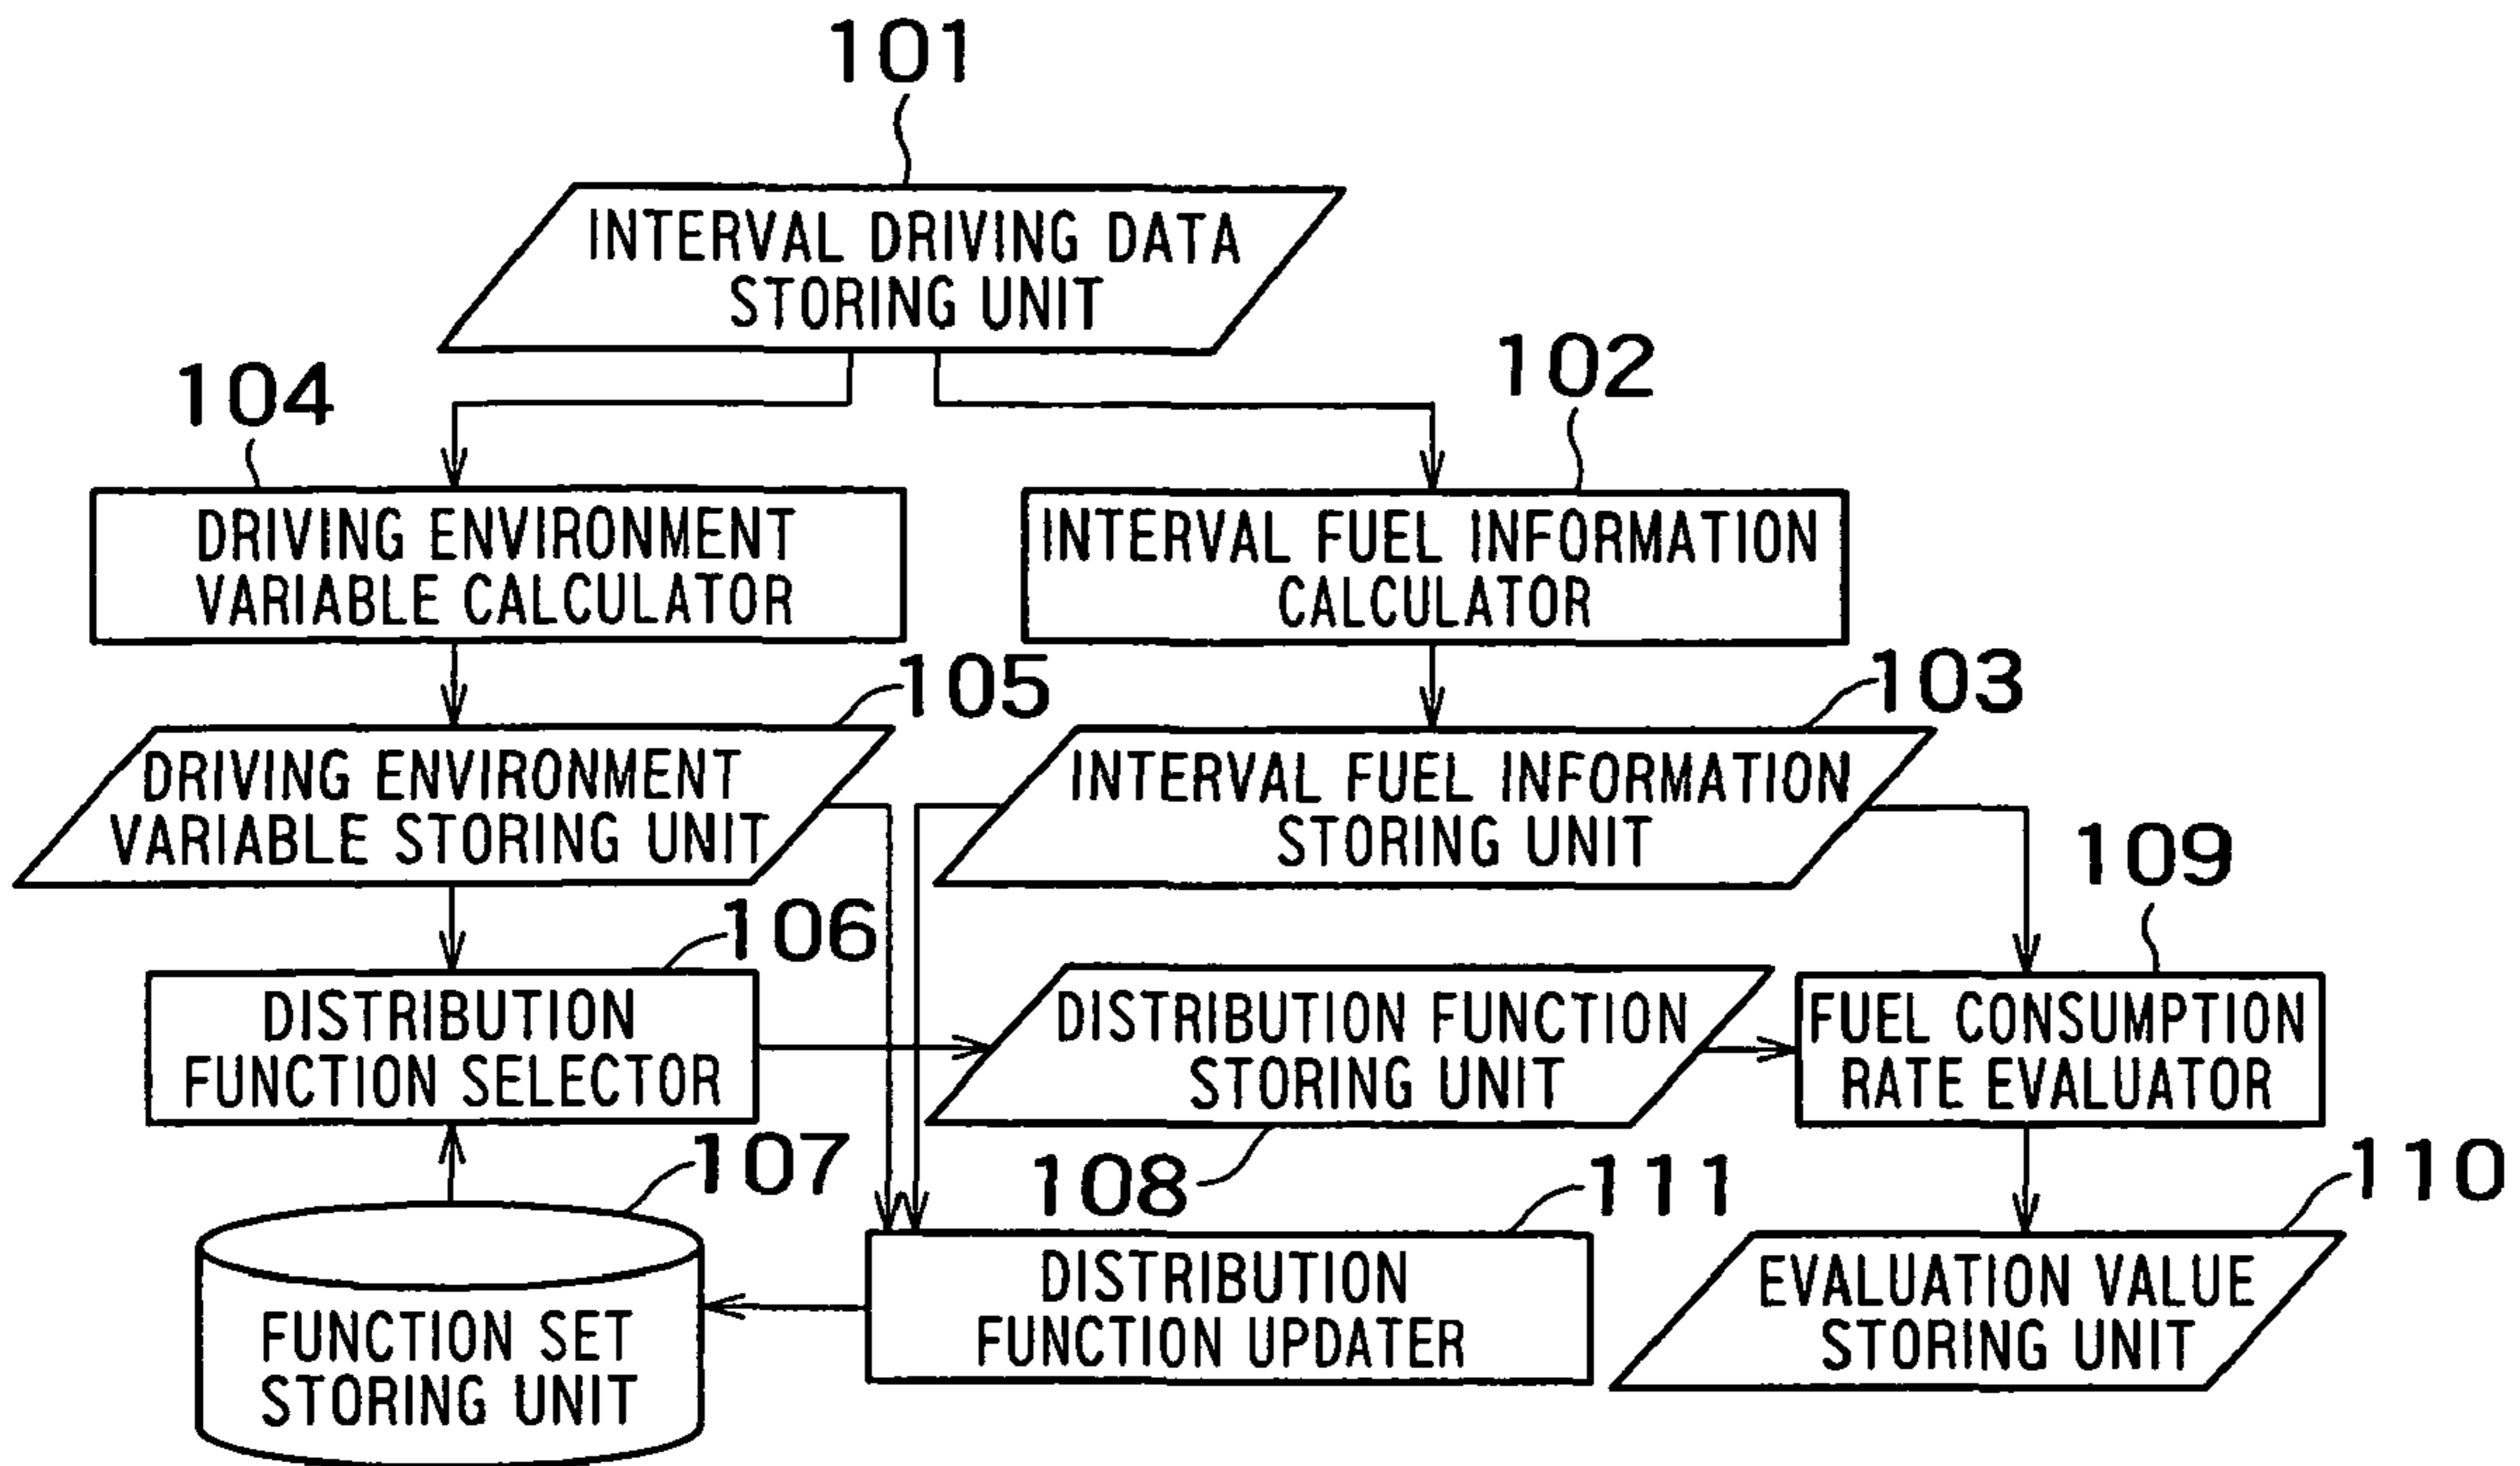 101
INTERVAL DRIVING DATA
STORING UNIT
104
102
DRIVING ENVIRONMENT
VARIABLE CALCULATOR
INTERVAL FUEL INFORMATION
CALCULATOR
105
103
DRIVING ENVIRONMENT
VARIABLE STORING UNIT
INTERVAL FUEL INFORMATION
STORING UNIT
106
109
DISTRIBUTION
FUNCTION SELECTOR
DISTRIBUTION FUNCTION
STORING UNIT
FUEL CONSUMPTION
RATE EVALUATOR
107
108
111
110
FUNCTION SET
STORING UNIT
DISTRIBUTION
FUNCTION UPDATER
EVALUATION VALUE
STORING UNIT